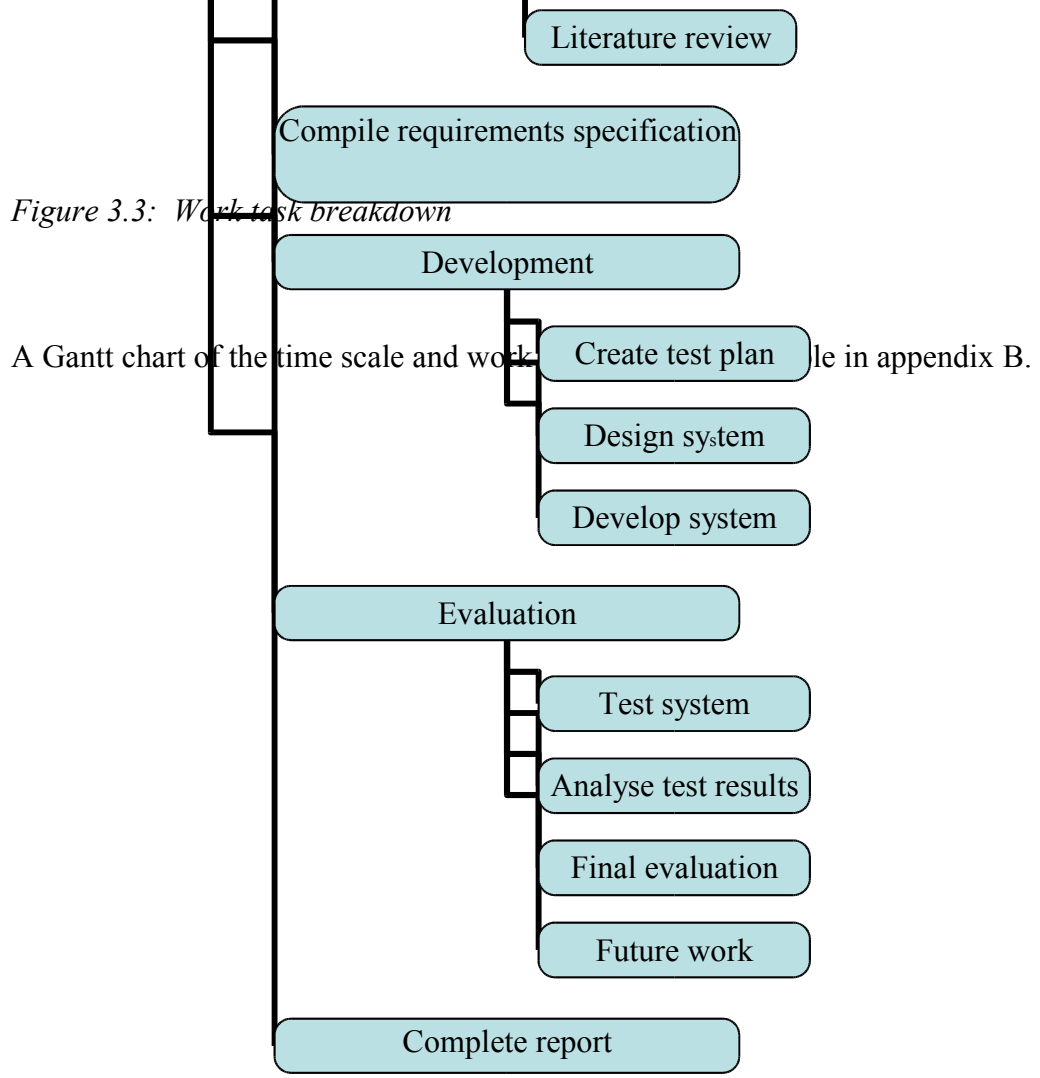 Literature review
Compile requirements specification
Figure 3.3: Work task breakdown
Development
A Gantt chart of the time scale and work le in appendix B.
Create test plan
Design system
Develop system
Evaluation
Test system
Analyse test results
Final evaluation
Future work
Complete report